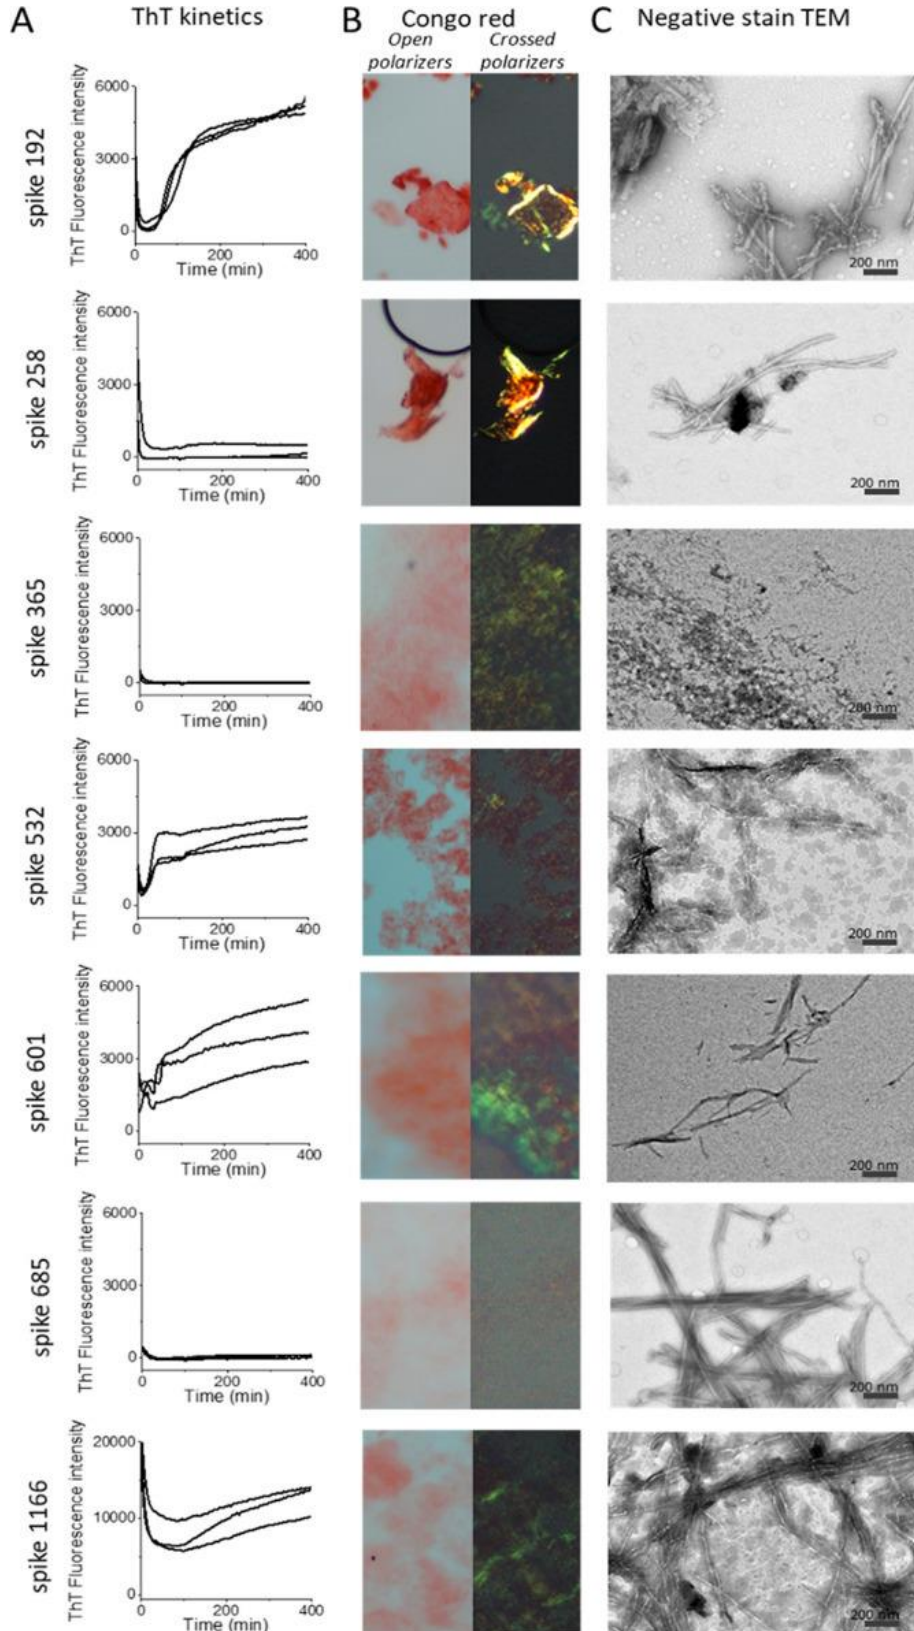 A ThT kinetics B Congo red C Negative stain TEM
Open polarizers Crossed polarizers
spike 192
ThT Fluorescence intensity
6000
3000
0
0 200 400
Time (min)
200 nm
spike 258
ThT Fluorescence intensity
6000
3000
0
0 200 400
Time (min)
200 nm
spike 365
ThT Fluorescence intensity
6000
3000
0
0 200 400
Time (min)
200 nm
spike 532
ThT Fluorescence intensity
6000
3000
0
0 200 400
Time (min)
200 nm
spike 601
ThT Fluorescence intensity
6000
3000
0
0 200 400
Time (min)
200 nm
spike 685
ThT Fluorescence intensity
6000
3000
0
0 200 400
Time (min)
200 nm
spike 1166
ThT Fluorescence intensity
20000
10000
0
0 200 400
Time (min)
200 nm